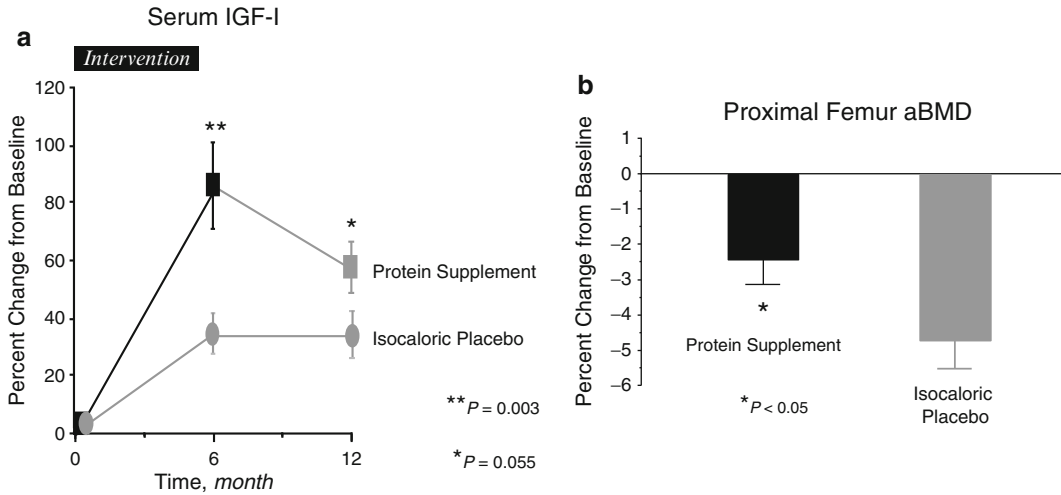 Serum IGF-I
a
Intervention
Percent Change from Baseline
120
100
80
60
40
20
0
**
*
Protein Supplement
Isocaloric Placebo
**P = 0.003
*P = 0.055
0
6
12
Time, month
b
Proximal Femur aBMD
Percent Change from Baseline
1
0
–1
–2
–3
–4
–5
–6
*
Protein Supplement
*P < 0.05
Isocaloric
Placebo